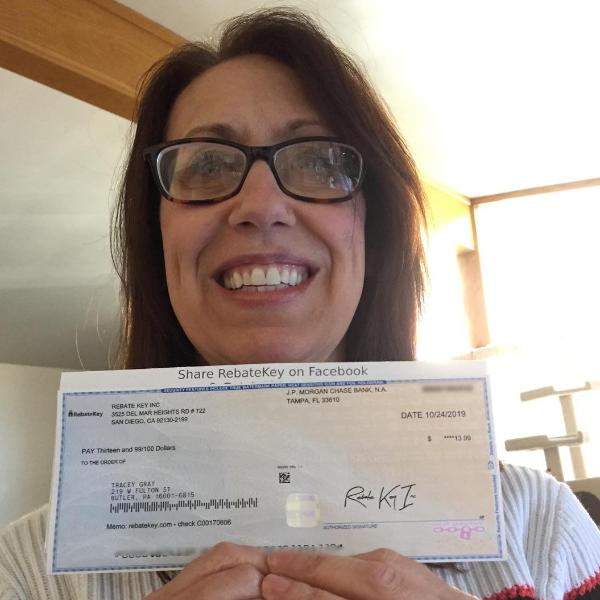 Share RebateKey on Facebook
RebateKey
REBATE KEY INC
3525 DEL MAR HEIGHTS RD # 722
SAN DIEGO, CA 92130-2199
J.P. MORGAN CHASE BANK, N.A.
TAMPA, FL 33610
DATE 10/24/2019
$ ****13.99
PAY Thirteen and 99/100 Dollars
TO THE ORDER OF
TRACEY GRAY
219 W FULTON ST
BUTLER, PA 16001-6815
Memo: rebatekey.com - check C00170606
Rebate Key Inc
AUTHORIZED SIGNATURE